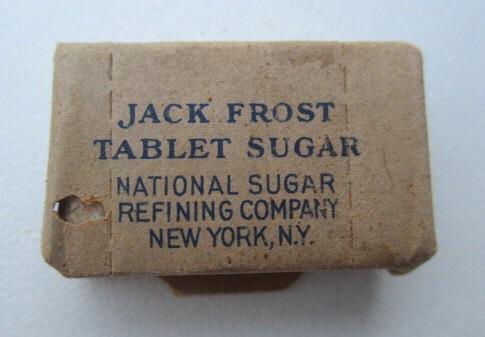 JACK FROST
TABLET SUGAR
NATIONAL SUGAR
REFINING COMPANY
NEW YORK, N.Y.